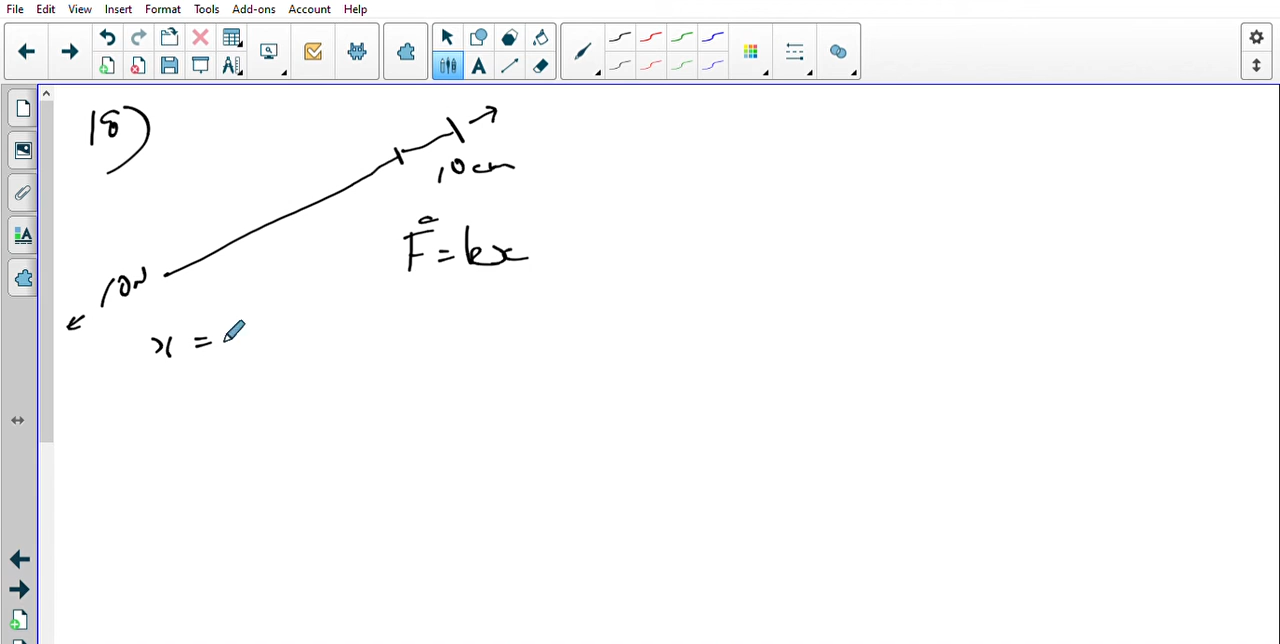 File Edit View Insert Format Tools Add-ons Account Help
18)
10cm
F=kx
10N
x =